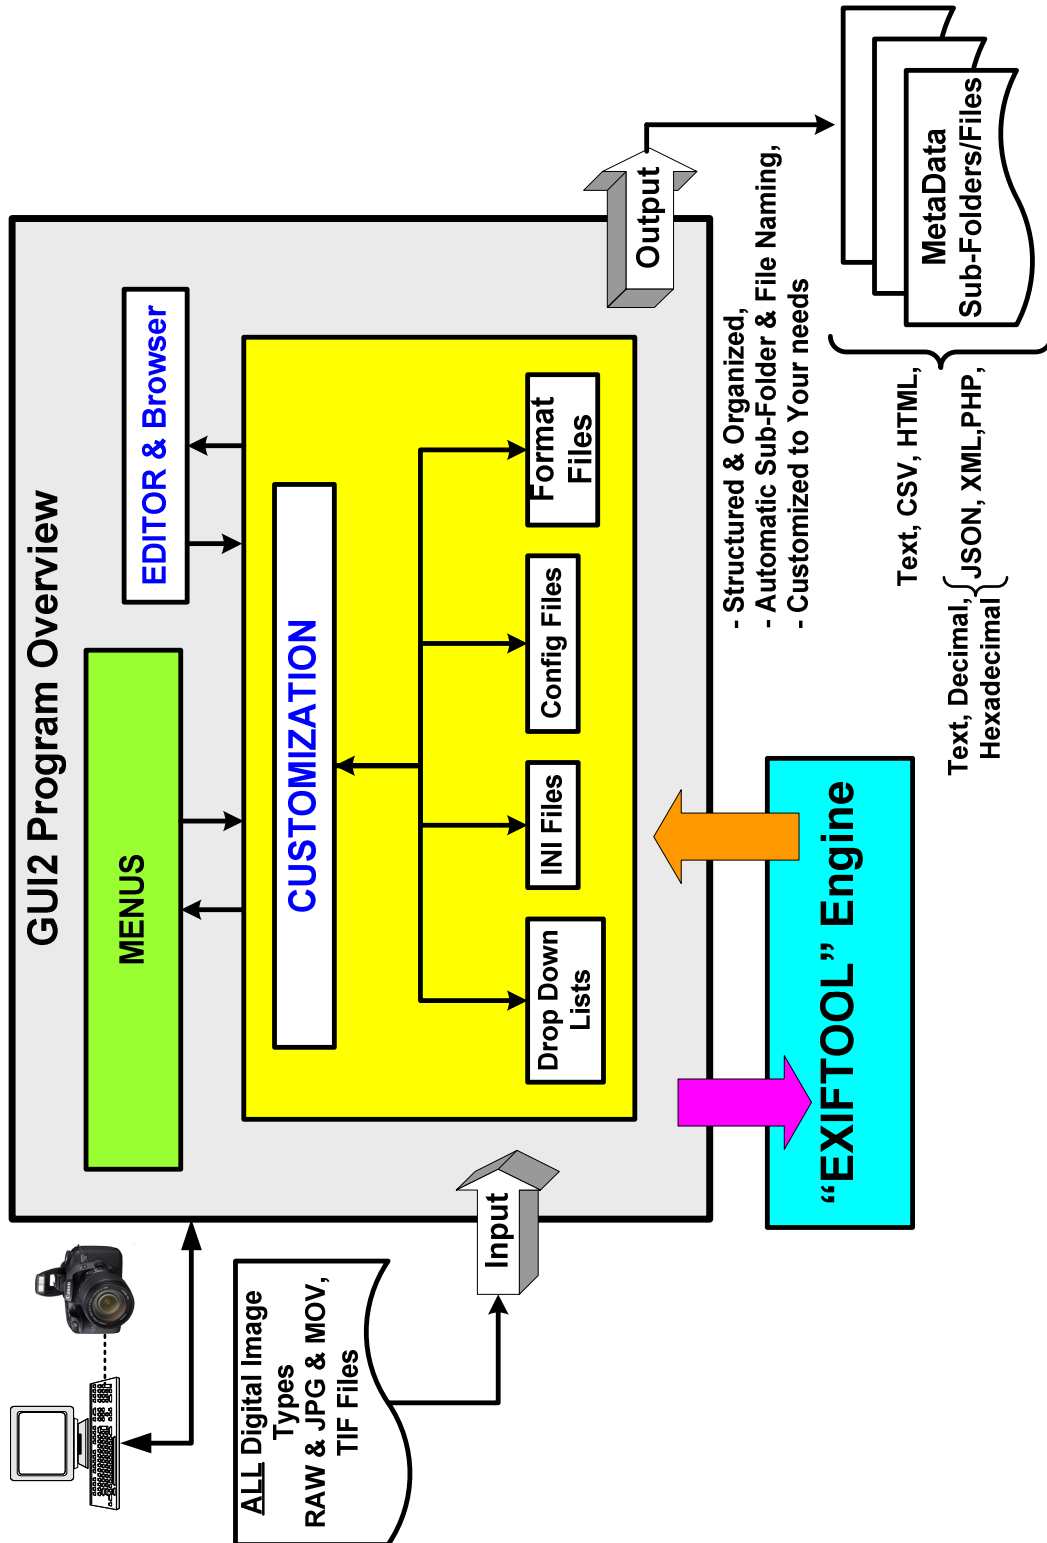 GUI2 Program Overview
MENUS
EDITOR & Browser
CUSTOMIZATION
Drop Down
Lists
INI Files
Config Files
Format
Files
ALL Digital Image
Types
RAW & JPG & MOV,
TIF Files
Input
Output
"EXIFTOOL" Engine
- Structured & Organized,
- Automatic Sub-Folder & File Naming,
- Customized to Your needs
MetaData
Sub-Folders/Files
Text, CSV, HTML,
JSON, XML,PHP,
Text, Decimal,
Hexadecimal